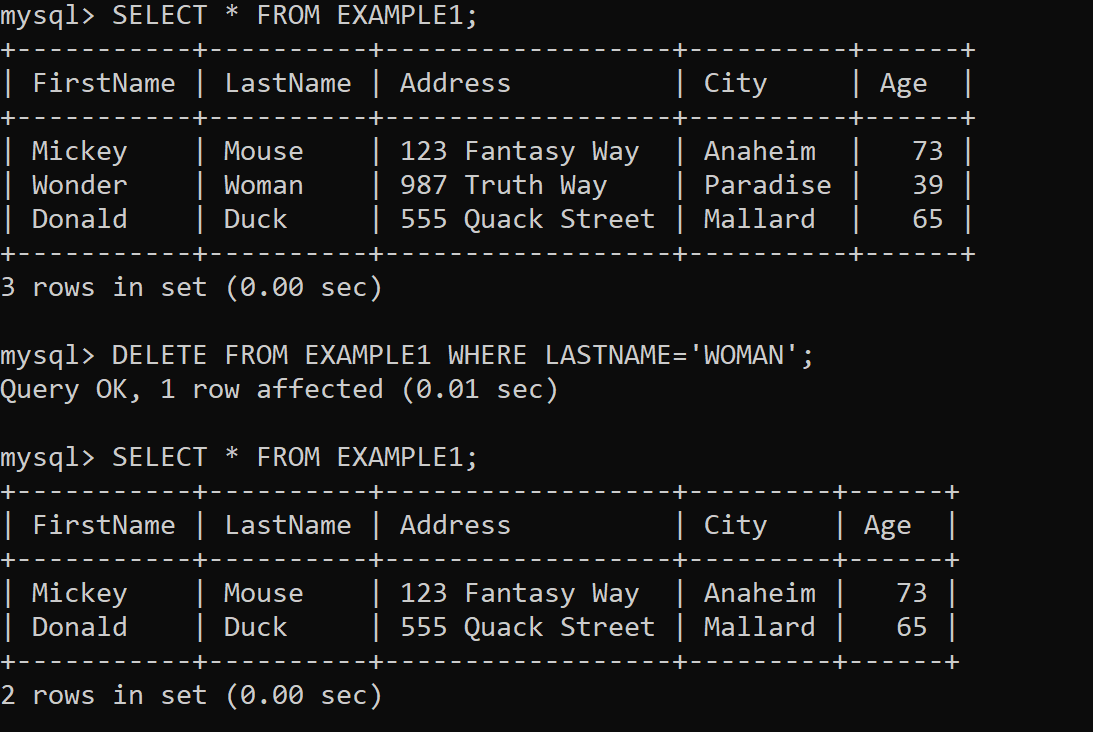 mysql> SELECT * FROM EXAMPLE1;
+-----------+----------+------------------+----------+------+
| FirstName | LastName | Address          | City     | Age  |
+-----------+----------+------------------+----------+------+
| Mickey    | Mouse    | 123 Fantasy Way  | Anaheim  |   73 |
| Wonder    | Woman    | 987 Truth Way    | Paradise |   39 |
| Donald    | Duck     | 555 Quack Street | Mallard  |   65 |
+-----------+----------+------------------+----------+------+
3 rows in set (0.00 sec)

mysql> DELETE FROM EXAMPLE1 WHERE LASTNAME='WOMAN';
Query OK, 1 row affected (0.01 sec)

mysql> SELECT * FROM EXAMPLE1;
+-----------+----------+------------------+---------+------+
| FirstName | LastName | Address          | City    | Age  |
+-----------+----------+------------------+---------+------+
| Mickey    | Mouse    | 123 Fantasy Way  | Anaheim |   73 |
| Donald    | Duck     | 555 Quack Street | Mallard |   65 |
+-----------+----------+------------------+---------+------+
2 rows in set (0.00 sec)